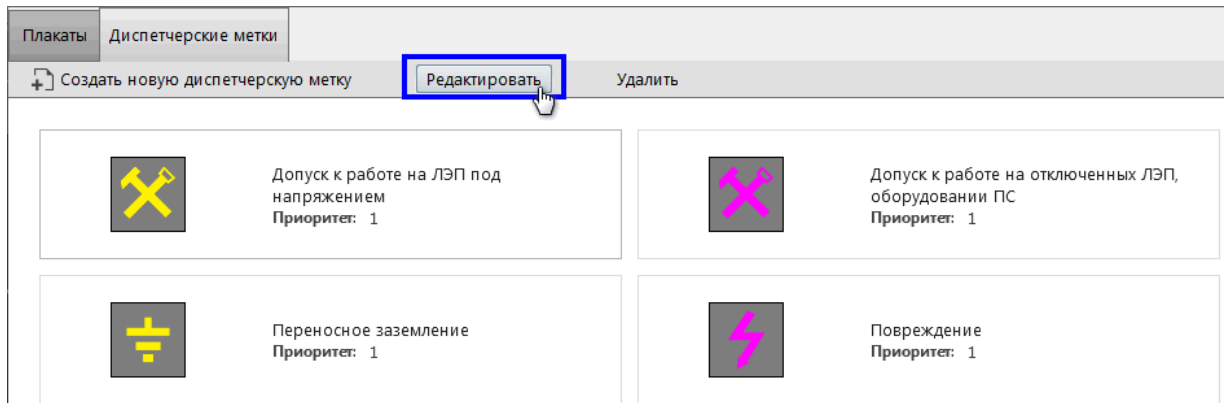 Плакаты Диспетчерские метки
Создать новую диспетчерскую метку Редактировать Удалить
Допуск к работе на ЛЭП под
напряжением
Приоритет: 1
Допуск к работе на отключенных ЛЭП,
оборудовании ПС
Приоритет: 1
Переносное заземление
Приоритет: 1
Повреждение
Приоритет: 1